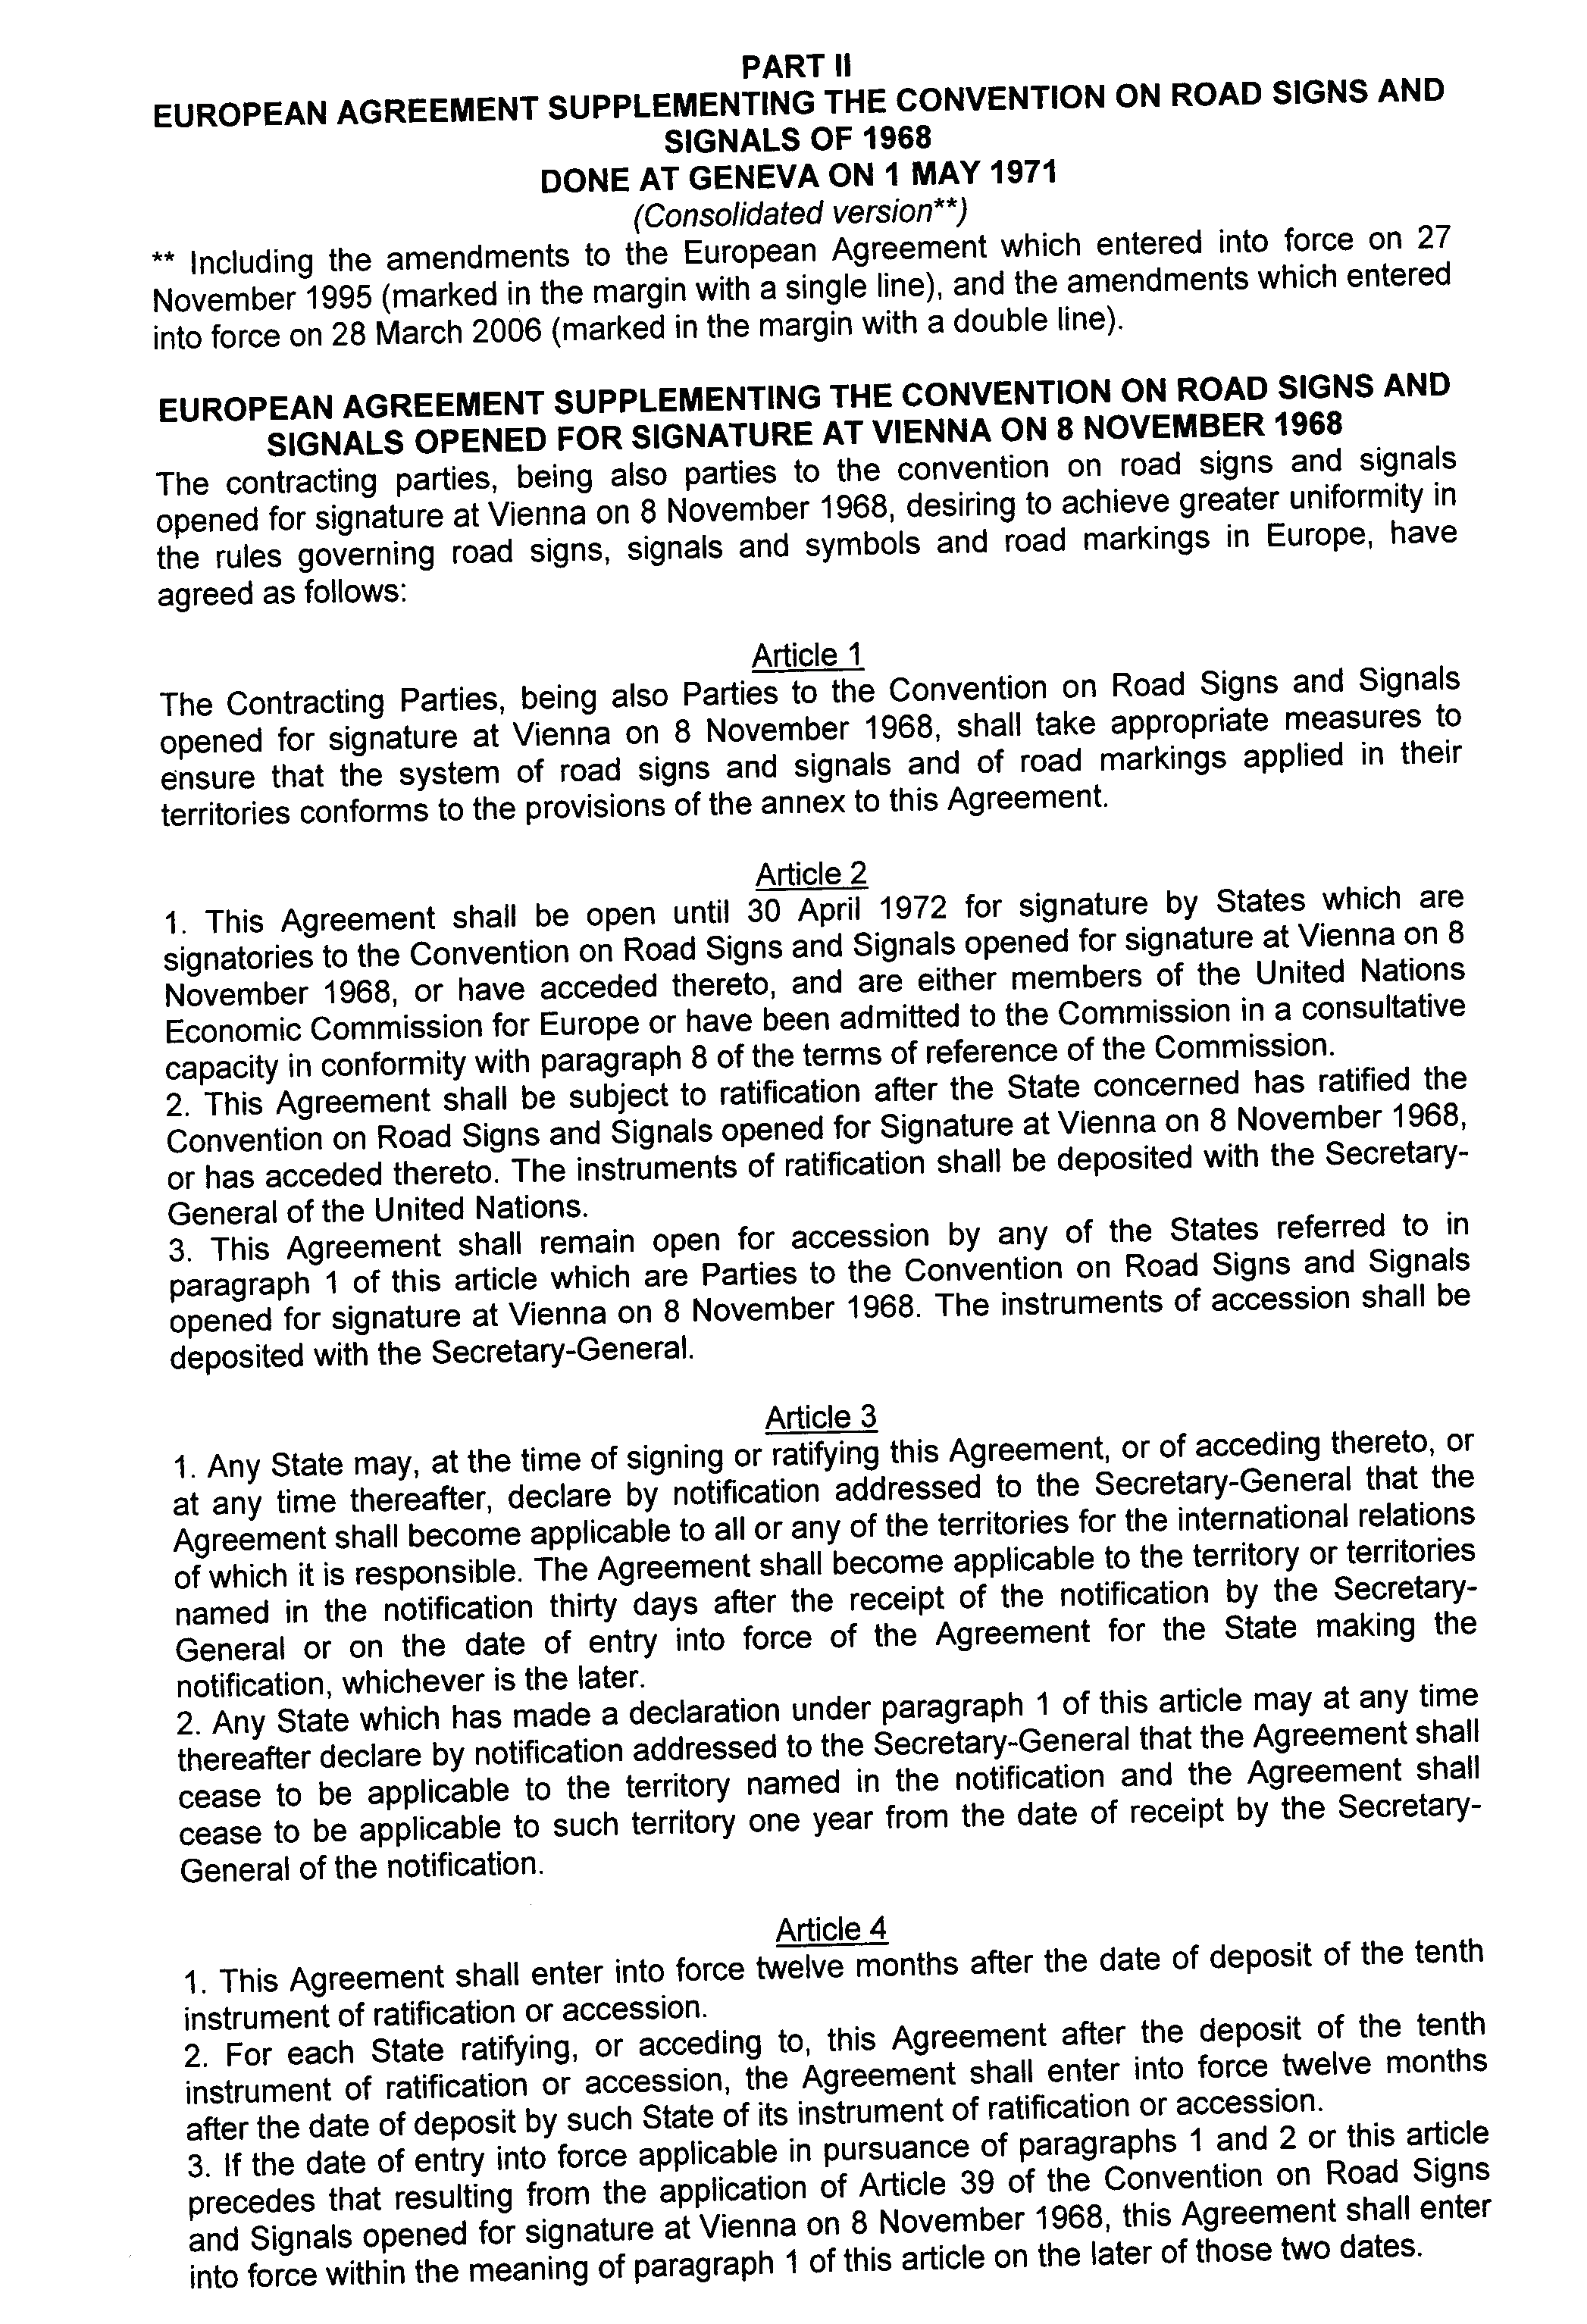 PART II
EUROPEAN AGREEMENT SUPPLEMENTING THE CONVENTION ON ROAD SIGNS AND
SIGNALS OF 1968
DONE AT GENEVA ON 1 MAY 1971
(Consolidated version**)
** Including the amendments to the European Agreement which entered into force on 27
November 1995 (marked in the margin with a single line), and the amendments which entered
into force on 28 March 2006 (marked in the margin with a double line).
EUROPEAN AGREEMENT SUPPLEMENTING THE CONVENTION ON ROAD SIGNS AND
SIGNALS OPENED FOR SIGNATURE AT VIENNA ON 8 NOVEMBER 1968
The contracting parties, being also parties to the convention on road signs and signals
opened for signature at Vienna on 8 November 1968, desiring to achieve greater uniformity in
the rules governing road signs, signals and symbols and road markings in Europe, have
agreed as follows:
Article 1
The Contracting Parties, being also Parties to the Convention on Road Signs and Signals
opened for signature at Vienna on 8 November 1968, shall take appropriate measures to
ensure that the system of road signs and signals and of road markings applied in their
territories conforms to the provisions of the annex to this Agreement.
Article 2
1. This Agreement shall be open until 30 April 1972 for signature by States which are
signatories to the Convention on Road Signs and Signals opened for signature at Vienna on 8
November 1968, or have acceded thereto, and are either members of the United Nations
Economic Commission for Europe or have been admitted to the Commission in a consultative
capacity in conformity with paragraph 8 of the terms of reference of the Commission.
2. This Agreement shall be subject to ratification after the State concerned has ratified the
Convention on Road Signs and Signals opened for Signature at Vienna on 8 November 1968,
or has acceded thereto. The instruments of ratification shall be deposited with the Secretary-
General of the United Nations.
3. This Agreement shall remain open for accession by any of the States referred to in
paragraph 1 of this article which are Parties to the Convention on Road Signs and Signals
opened for signature at Vienna on 8 November 1968. The instruments of accession shall be
deposited with the Secretary-General.
Article 3
1. Any State may, at the time of signing or ratifying this Agreement, or of acceding thereto, or
at any time thereafter, declare by notification addressed to the Secretary-General that the
Agreement shall become applicable to all or any of the territories for the international relations
of which it is responsible. The Agreement shall become applicable to the territory or territories
named in the notification thirty days after the receipt of the notification by the Secretary-
General or on the date of entry into force of the Agreement for the State making the
notification, whichever is the later.
2. Any State which has made a declaration under paragraph 1 of this article may at any time
thereafter declare by notification addressed to the Secretary-General that the Agreement shall
cease to be applicable to the territory named in the notification and the Agreement shall
cease to be applicable to such territory one year from the date of receipt by the Secretary-
General of the notification.
Article 4
1. This Agreement shall enter into force twelve months after the date of deposit of the tenth
instrument of ratification or accession.
2. For each State ratifying, or acceding to, this Agreement after the deposit of the tenth
instrument of ratification or accession, the Agreement shall enter into force twelve months
after the date of deposit by such State of its instrument of ratification or accession.
3. If the date of entry into force applicable in pursuance of paragraphs 1 and 2 or this article
precedes that resulting from the application of Article 39 of the Convention on Road Signs
and Signals opened for signature at Vienna on 8 November 1968, this Agreement shall enter
into force within the meaning of paragraph 1 of this article on the later of those two dates.